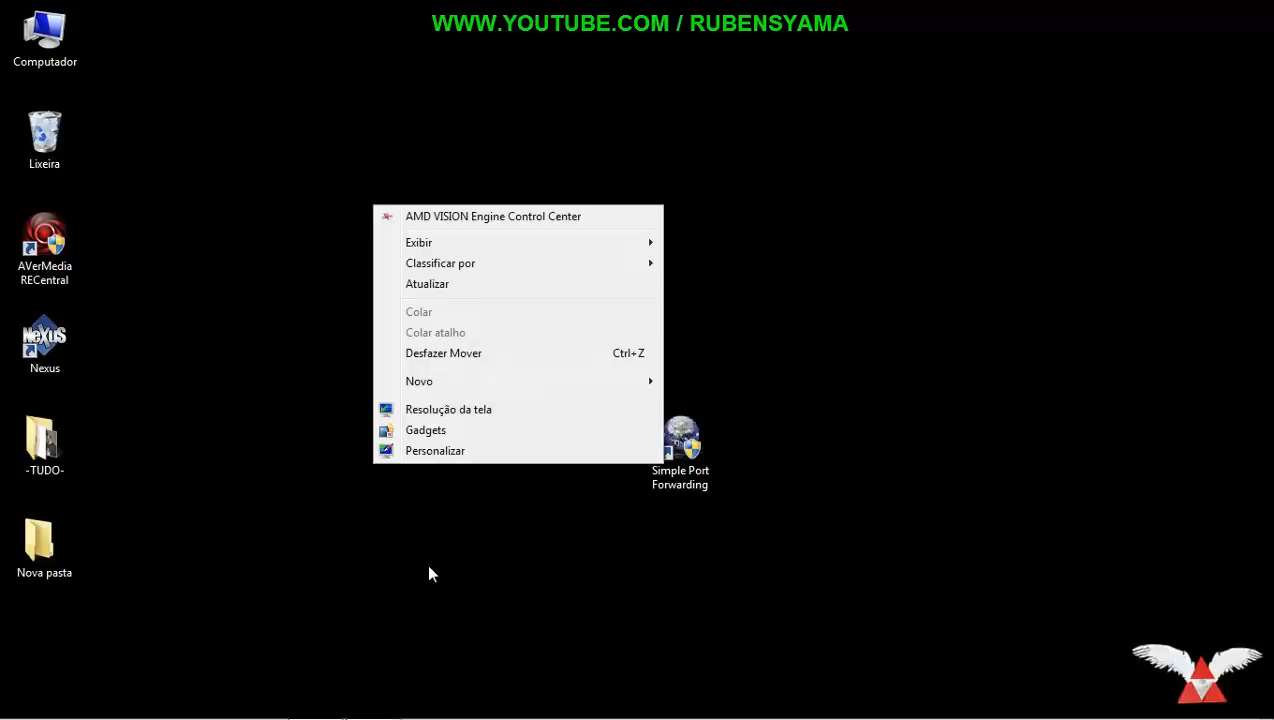 WWW.YOUTUBE.COM / RUBENSYAMA
Computador
Lixeira
AVerMedia
RECentral
NeXuS
Nexus
-TUDO-
Nova pasta
AMD VISION Engine Control Center
Exibir
Classificar por
Atualizar
Colar
Colar atalho
Desfazer Mover Ctrl+Z
Novo
Resolução da tela
Gadgets
Personalizar
Simple Port
Forwarding